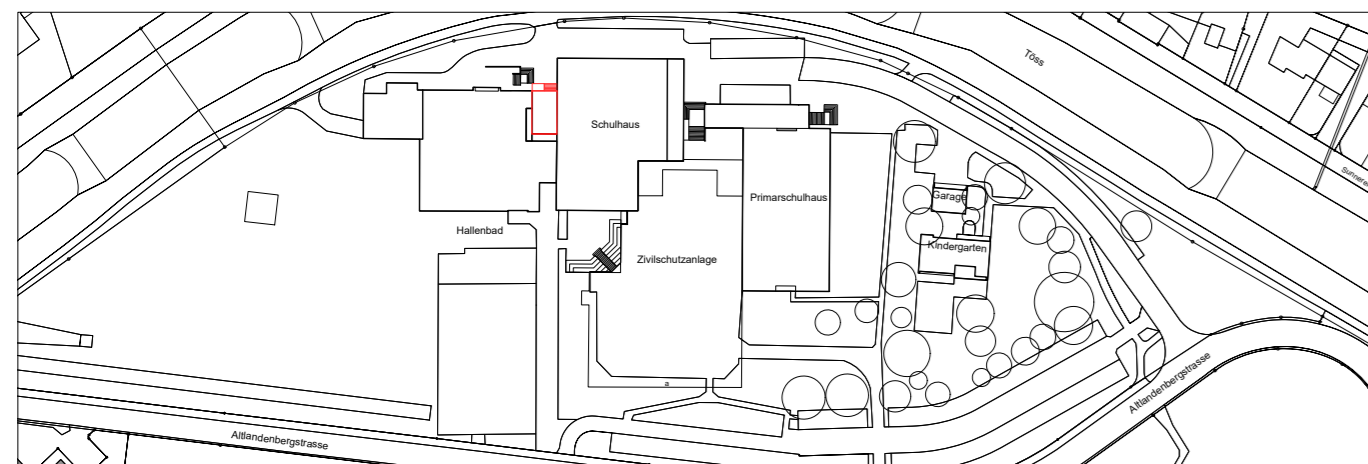 Töss
Schulhaus
Primarschulhaus
Garage
Hallenbad
Kindergarten
Zivilschutzanlage
a
Altlandenbergstrasse
Altlandenbergstrasse